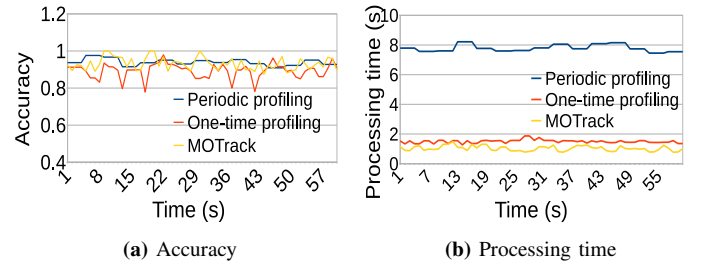 1.2
1
0.8
0.6
0.4
Accuracy
Periodic profiling
One-time profiling
MOTrack
1 8 15 22 29 36 43 50 57
Time (s)
(a) Accuracy
10
8
6
4
2
0
Processing time (s)
Periodic profiling
One-time profiling
MOTrack
1 7 13 19 25 31 37 43 49 55
Time (s)
(b) Processing time